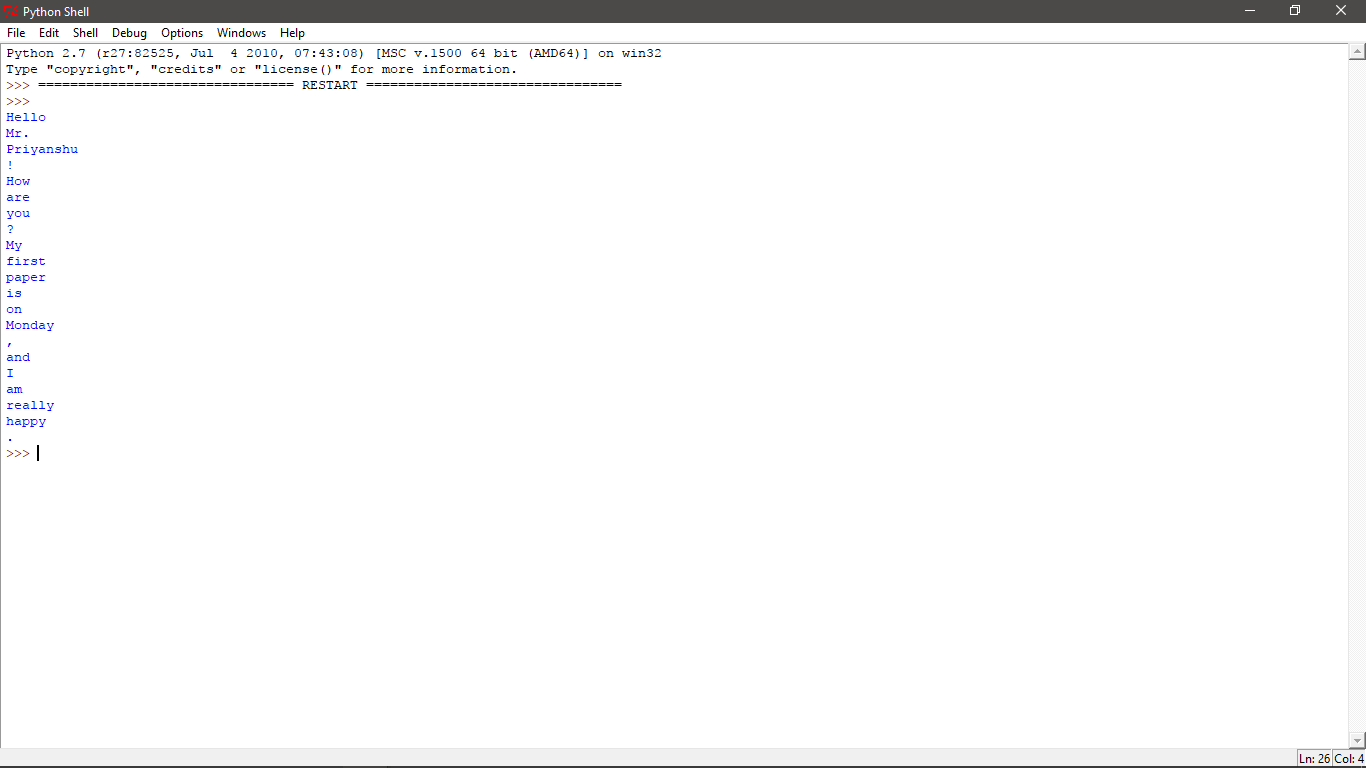 Python Shell
File Edit Shell Debug Options Windows Help
Python 2.7 (r27:82525, Jul  4 2010, 07:43:08) [MSC v.1500 64 bit (AMD64)] on win32
Type "copyright", "credits" or "license()" for more information.
>>> ================================ RESTART ================================
>>>
Hello
Mr.
Priyanshu
!
How
are
you
?
My
first
paper
is
on
Monday
,
and
I
am
really
happy
.
>>>
Ln: 26 Col: 4